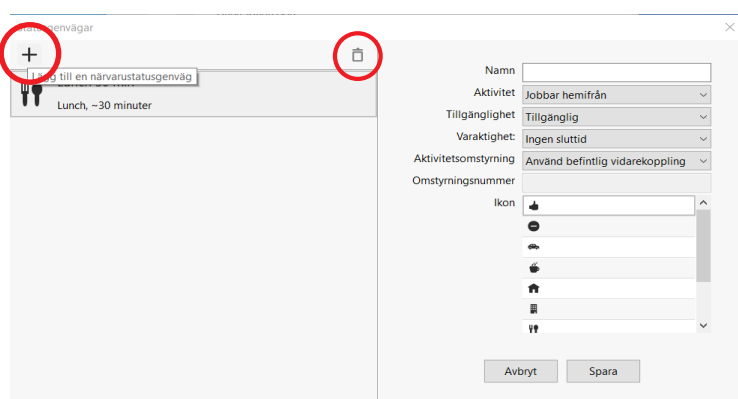 Statusgenvägar
Lägg till en närvarustatusgenväg
Lunch, ~30 minuter
Namn
Aktivitet Jobbar hemifrån
Tillgänglighet Tillgänglig
Varaktighet: Ingen sluttid
Aktivitetsomstyrning Använd befintlig vidarekoppling
Omstyrningsnummer
Ikon
Avbryt Spara